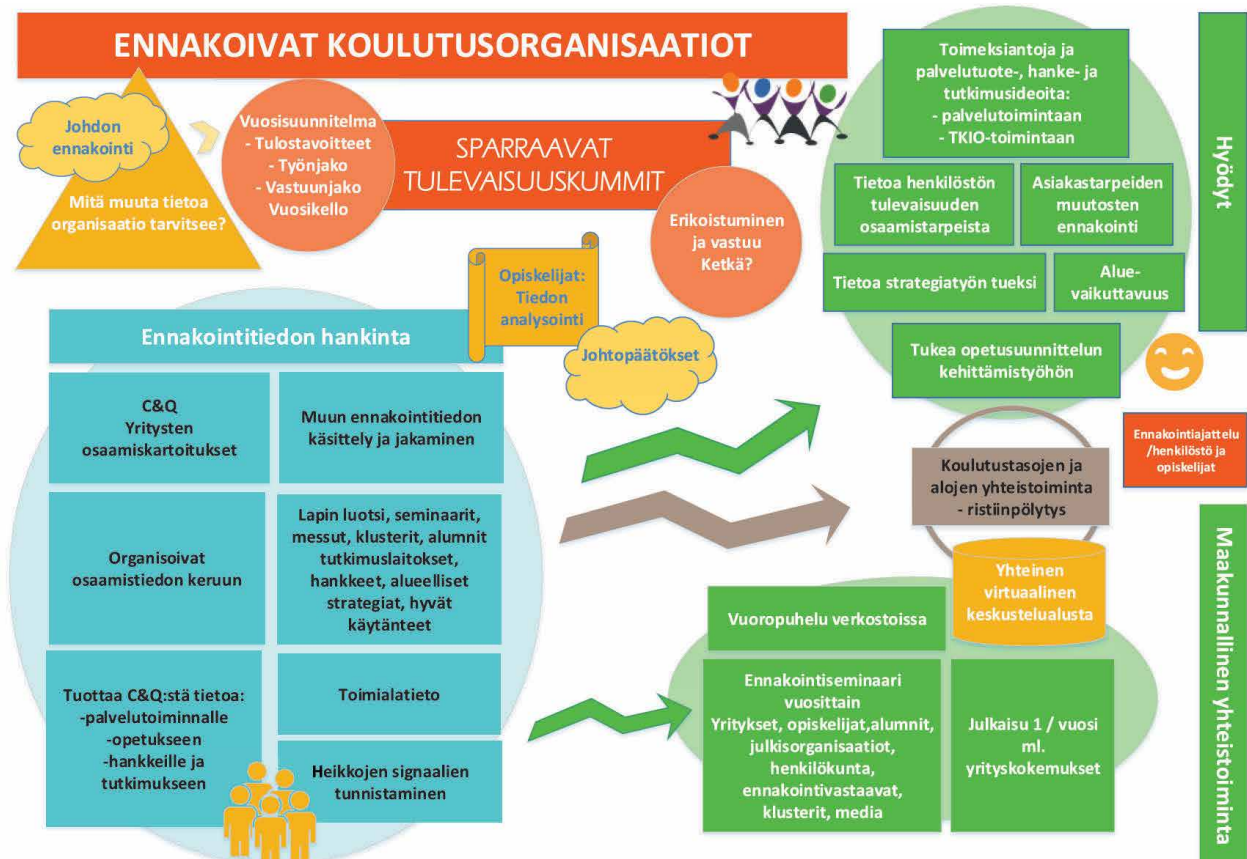 ENNAKOIVAT KOULUTUSORGANISAATIOT
Johdon
ennakointi
Mitä muuta tietoa
organisaatio tarvitsee?
Vuosisuunnitelma
- Tulostavoitteet
- Työnjako
- Vastuunjako
Vuosikello
SPARRAAVAT
TULEVAISUUSKUMMIT
Erikoistuminen
ja vastuu
Ketkä?
Opiskelijat:
Tiedon
analysointi
Johtopäätökset
Ennakointitiedon hankinta
C&Q
Yritysten
osaamiskartoitukset
Muun ennakointitiedon
käsittely ja jakaminen
Organisoivat
osaamistiedon keruun
Lapin luotsi, seminaarit,
messut, klusterit, alumnit
tutkimuslaitokset,
hankkeet, alueelliset
strategiat, hyvät
käytänteet
Tuottaa C&Q:stä tietoa:
-palvelutoiminnalle
-opetukseen
-hankkeille ja
tutkimukseen
Toimialatieto
Heikkojen signaalien
tunnistaminen
Toimeksiantoja ja
palvelutuote-, hanke- ja
tutkimusideoita:
- palvelutoimintaan
- TKIO-toimintaan
Tietoa henkilöstön
tulevaisuuden
osaamistarpeista
Asiakastarpeiden
muutosten
ennakointi
Tietoa strategiatyön tueksi
Alue-
vaikuttavuus
Tukea opetusuunnittelun
kehittämistyöhön
Hyödyt
Ennakointiajattelu
/henkilöstö ja
opiskelijat
Koulutustasojen ja
alojen yhteistoiminta
- ristiinpölytys
Yhteinen
virtuaalinen
keskustelualusta
Vuoropuhelu verkostoissa
Ennakointiseminaari
vuosittain
Yritykset, opiskelijat,alumnit,
julkisorganisaatiot,
henkilökunta,
ennakointivastaavat,
klusterit, media
Julkaisu 1 / vuosi
ml.
yrityskokemukset
Maakunnallinen yhteistoiminta